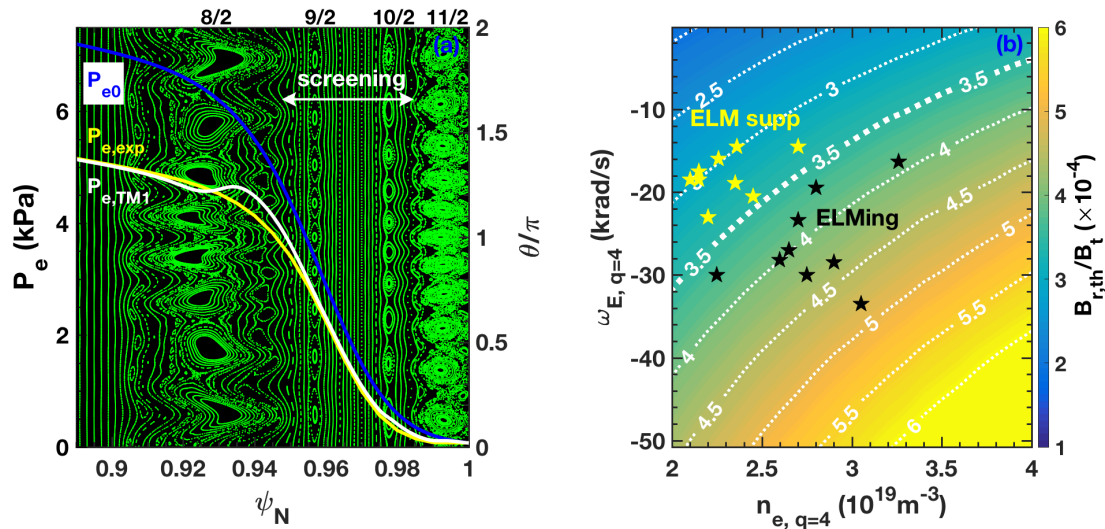 8/2 9/2 10/2 11/2
(a)
P_e0
screening
P_e,exp
P_e,TM1
P_e (kPa)
6
4
2
0
2
1.5
1
0.5
0
θ/π
0.9 0.92 0.94 0.96 0.98 1
ψ_N
(b)
2.5
3
3.5
ELM supp
3.5
4
ELMing
3.5
4
4.5
5
4
4.5
5
5.5
4.5
5
5.5
6
ω_E, q=4 (krad/s)
-10
-20
-30
-40
-50
2 2.5 3 3.5 4
n_e, q=4 (10^19 m^-3)
6
5
4
3
2
1
B_r,th/B_t (×10^-4)